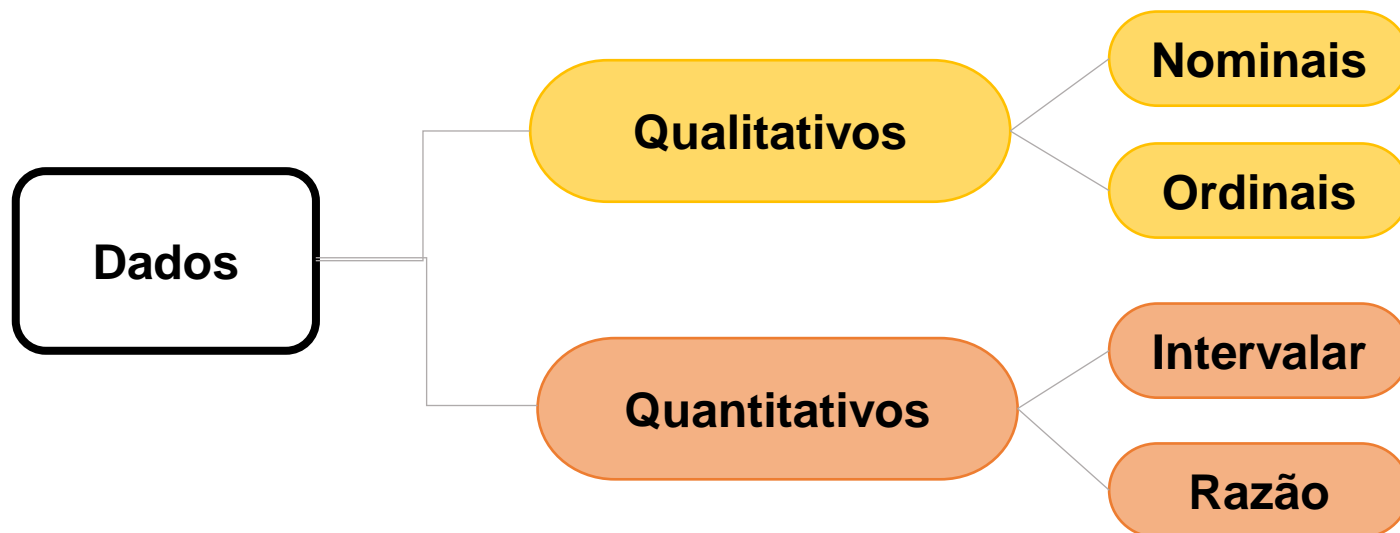 Dados
Qualitativos
Nominais
Ordinais
Quantitativos
Intervalar
Razão